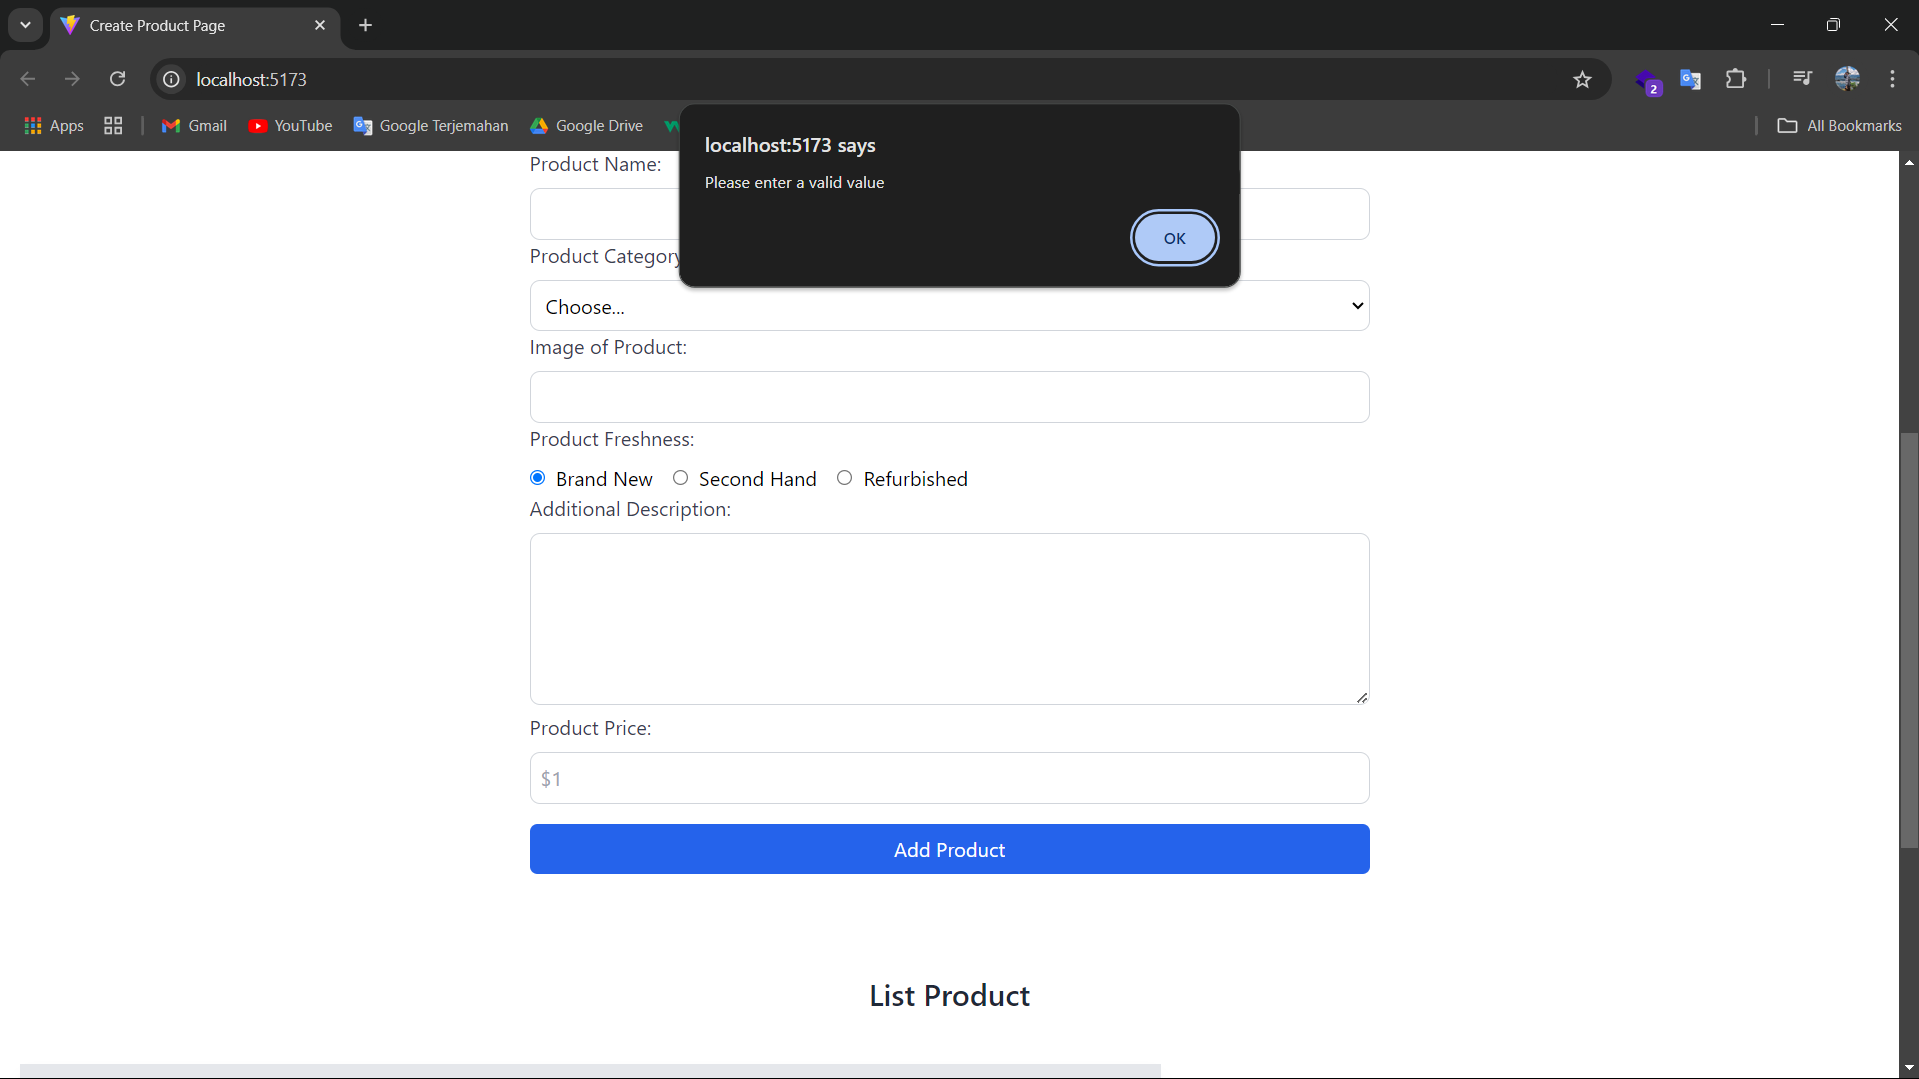 Create Product Page
localhost:5173
2
Apps
Gmail
YouTube
Google Terjemahan
Google Drive
All Bookmarks
localhost:5173 says
Please enter a valid value
OK
Product Name:
Product Category
Choose...
Image of Product:
Product Freshness:
Brand New
Second Hand
Refurbished
Additional Description:
Product Price:
$1
Add Product
List Product